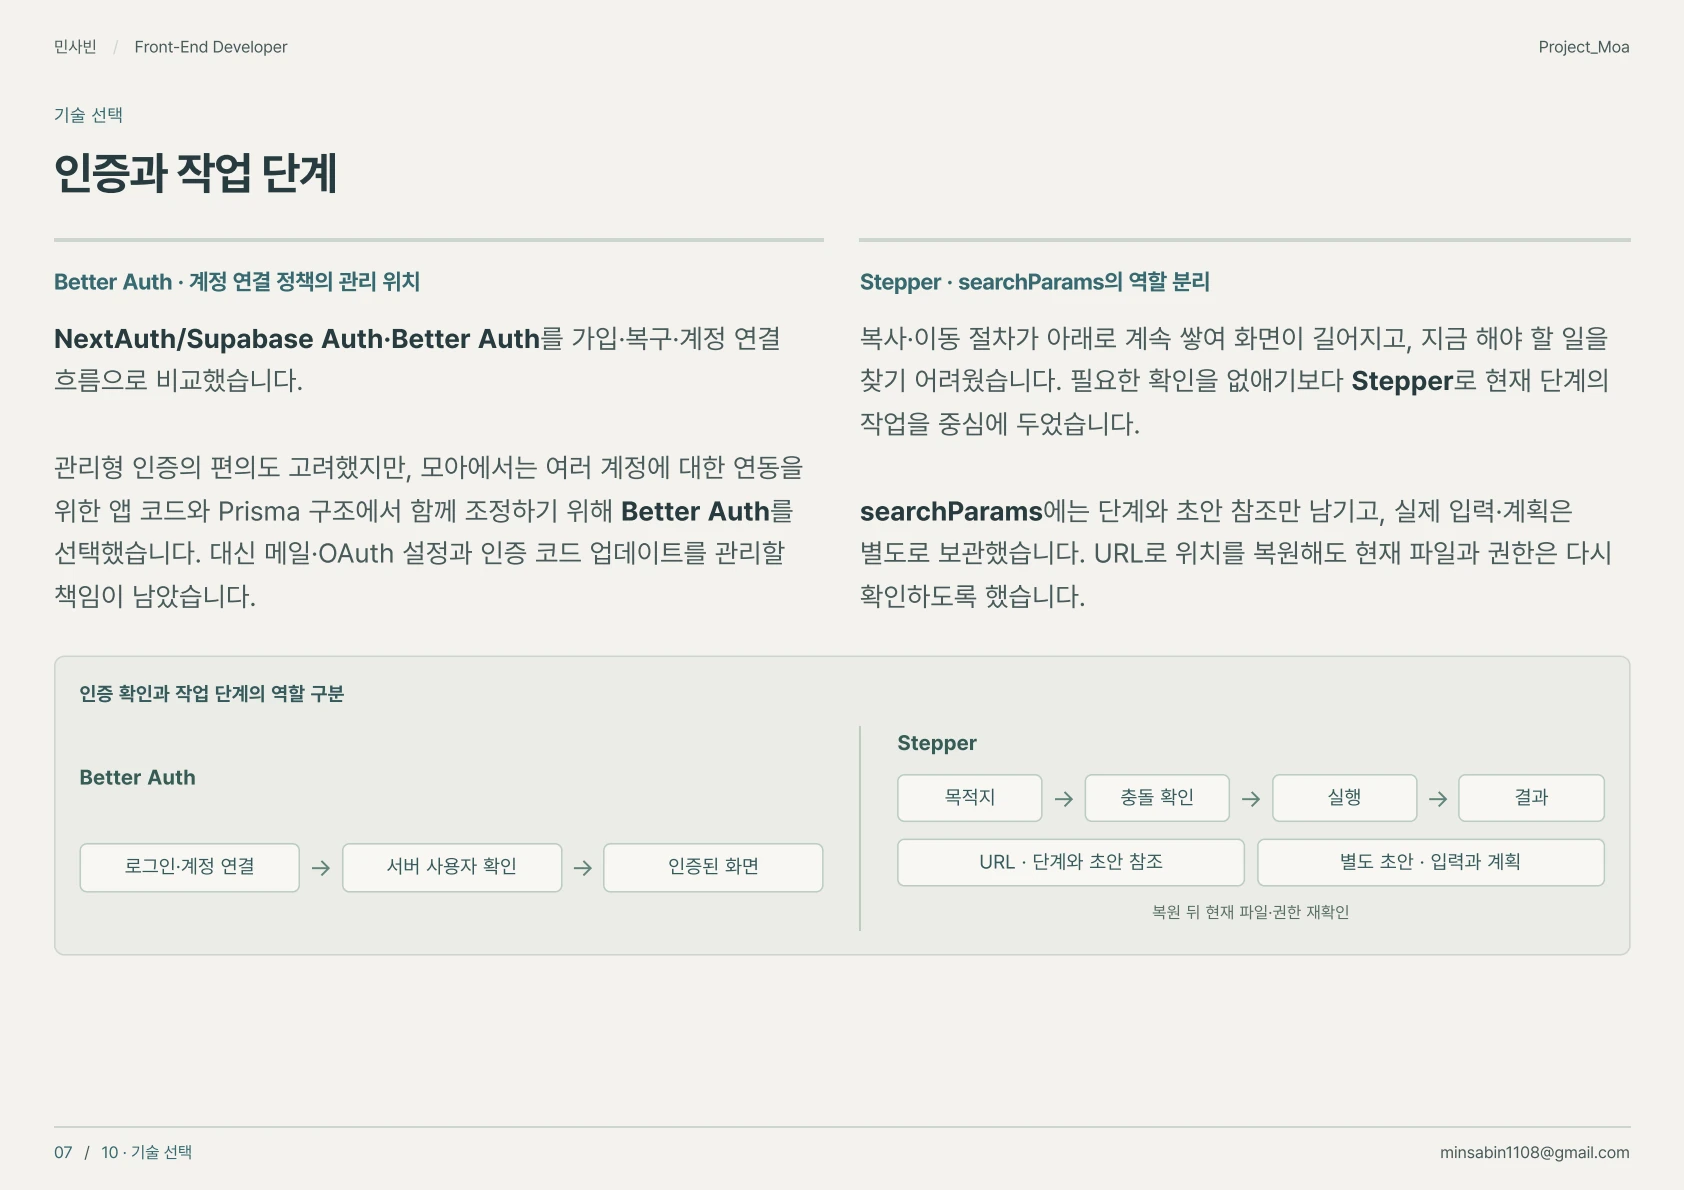 민사빈 / Front-End Developer
Project_Moa
기술 선택
인증과 작업 단계
Better Auth · 계정 연결 정책의 관리 위치
NextAuth/Supabase Auth·Better Auth를 가입·복구·계정 연결
흐름으로 비교했습니다.
관리형 인증의 편의도 고려했지만, 모아에서는 여러 계정에 대한 연동을
위한 앱 코드와 Prisma 구조에서 함께 조정하기 위해 Better Auth를
선택했습니다. 대신 메일·OAuth 설정과 인증 코드 업데이트를 관리할
책임이 남았습니다.
Stepper · searchParams의 역할 분리
복사·이동 절차가 아래로 계속 쌓여 화면이 길어지고, 지금 해야 할 일을
찾기 어려웠습니다. 필요한 확인을 없애기보다 Stepper로 현재 단계의
작업을 중심에 두었습니다.
searchParams에는 단계와 초안 참조만 남기고, 실제 입력·계획은
별도로 보관했습니다. URL로 위치를 복원해도 현재 파일과 권한은 다시
확인하도록 했습니다.
인증 확인과 작업 단계의 역할 구분
Better Auth
로그인·계정 연결 → 서버 사용자 확인 → 인증된 화면
Stepper
목적지 → 충돌 확인 → 실행 → 결과
URL · 단계와 초안 참조
별도 초안 · 입력과 계획
복원 뒤 현재 파일·권한 재확인
07 / 10 · 기술 선택
minsabin1108@gmail.com